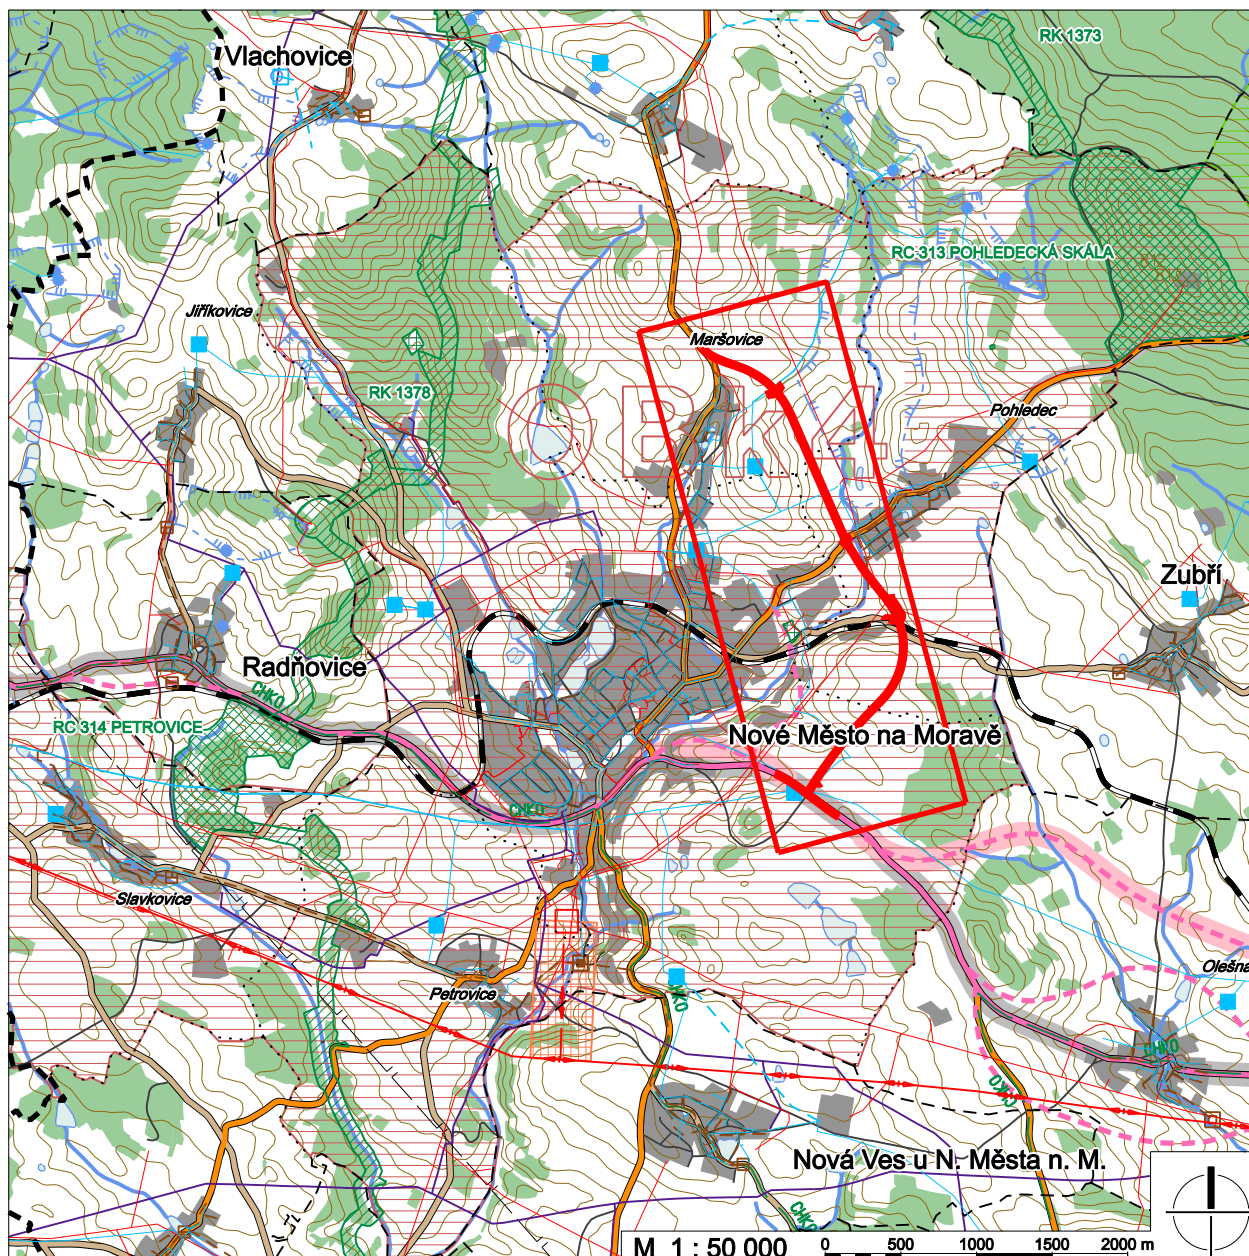 RK 1373
Vlachovice
RC 313 POHLEDECKÁ SKÁLA
Jiříkovice
Maršovice
RK 1378
Pohledec
OBKA
Zubří
Radňovice
CHKO
RC 314 PETROVICE
Nové Město na Moravě
CHKO
Slavkovice
Petrovice
Olešná
CHKO
CHKO
CHKO
Nová Ves u N. Města n. M.
CHKO
M 1 : 50 000
0 500 1000 1500 2000 m